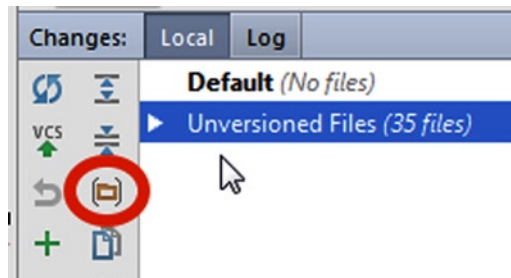 Changes: Local Log
Default (No files)
Unversioned Files (35 files)
VCS